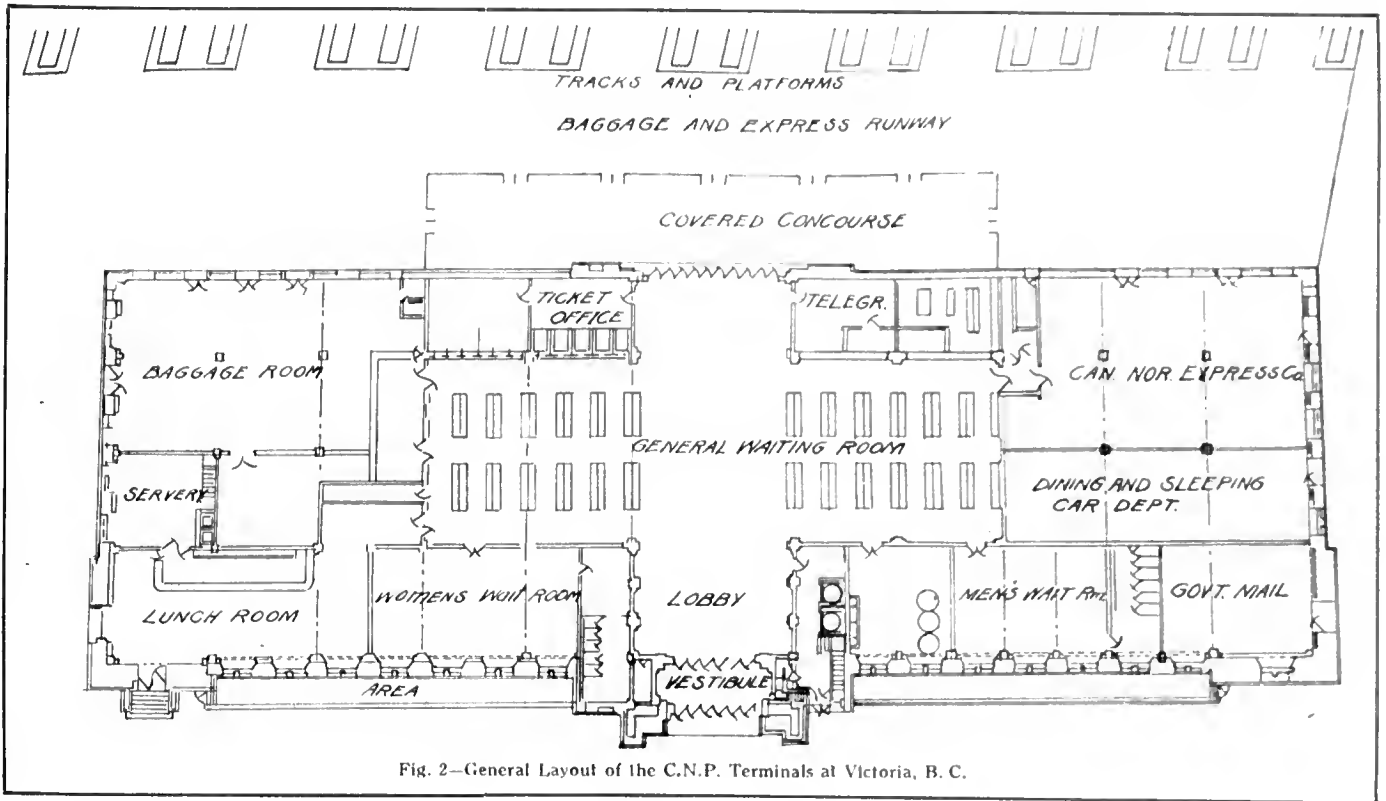 TRACKS AND PLATFORMS
BAGGAGE AND EXPRESS RUNWAY
COVERED CONCOURSE
TICKET
OFFICE
TELEGR.
BAGGAGE ROOM
CAN. NOR. EXPRESS Co.
GENERAL WAITING ROOM
SERVERY
DINING AND SLEEPING
CAR DEPT.
LUNCH ROOM
WOMENS WAIT ROOM
LOBBY
MEN'S WAIT RM.
GOVT. MAIL
AREA
VESTIBULE
Fig. 2—General Layout of the C.N.P. Terminals at Victoria, B. C.